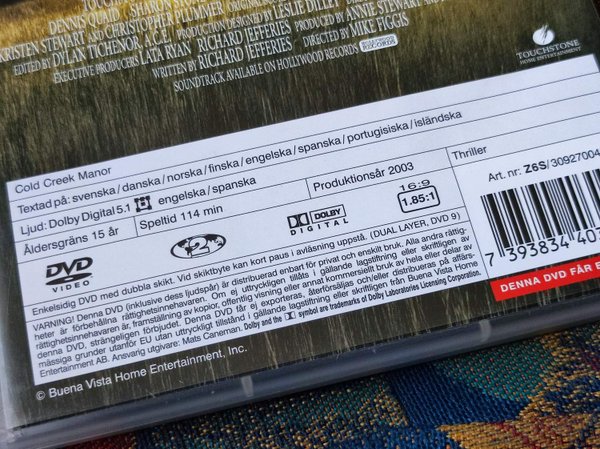 TOUCH
DENNIS QUAID SHARON
KRISTEN STEWART AND CHRISTOPHER PLUMMER
PRODUCTION DESIGNED BY LESLIE DILLEY PRODUCED BY ANNIE STEWART AND
EDITED BY DYLAN TICHENOR, A.C.E. DIRECTED BY MIKE FIGGIS
EXECUTIVE PRODUCERS LATA RYAN, RICHARD JEFFERIES
WRITTEN BY RICHARD JEFFERIES
SOUNDTRACK AVAILABLE ON HOLLYWOOD RECORDS
TOUCHSTONE
HOME ENTERTAINMENT
Cold Creek Manor
Thriller
Textad på: svenska/danska/norska/finska/engelska/spanska/portugisiska/isländska
Art. nr: Z6S/30927004
Ljud: Dolby Digital 5.1 engelska/spanska
Produktionsår 2003
Åldersgräns 15 år
Speltid 114 min
16:9
1.85:1
DOLBY
DIGITAL
2
DVD
VIDEO
7 393834 403
DENNA DVD FÅR E
Enkelsidig DVD med dubbla skikt. Vid skiktbyte kan kort paus i avläsning uppstå. (DUAL LAYER, DVD 9)
VARNING! Denna DVD (inklusive dess ljudspår) är distribuerad enbart för privat och enskilt bruk. Alla andra rättig-
heter är förbehållna rättighetsinnehavaren. Om ej uttryckligen tillåts i gällande lagstiftning eller skriftligen av
rättighetsinnehavaren är framställning av kopior, offentlig visning eller annat kommersiellt bruk av hela eller delar av
denna DVD, strängeligen förbjudet. Denna DVD får ej exporteras, återförsäljas och/eller distribueras på affärs-
mässiga grunder utanför EU utan uttryckligt tillstånd i gällande lagstiftning eller skriftligen från Buena Vista Home
Entertainment AB. Ansvarig utgivare: Mats Caneman. Dolby and the symbol are trademarks of Dolby Laboratories Licensing Corporation.
© Buena Vista Home Entertainment, Inc.